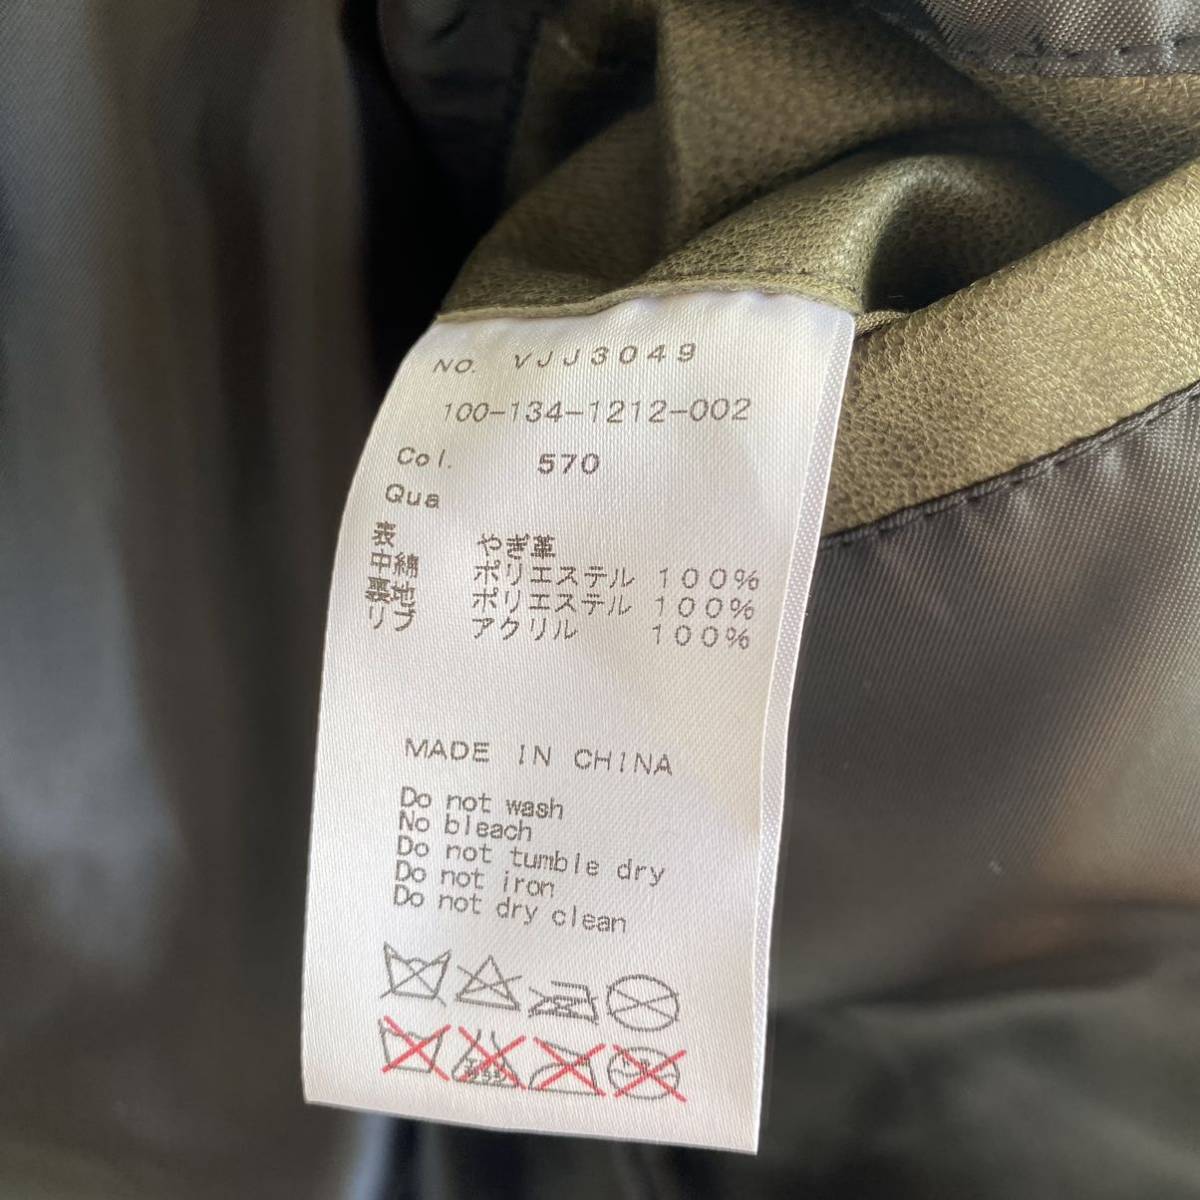 NO. VJJ3049
100-134-1212-002
Col. 570
Qua
表 やぎ革
中綿 ポリエステル 100%
裏地 ポリエステル 100%
リブ アクリル 100%
MADE IN CHINA
Do not wash
No bleach
Do not tumble dry
Do not iron
Do not dry clean